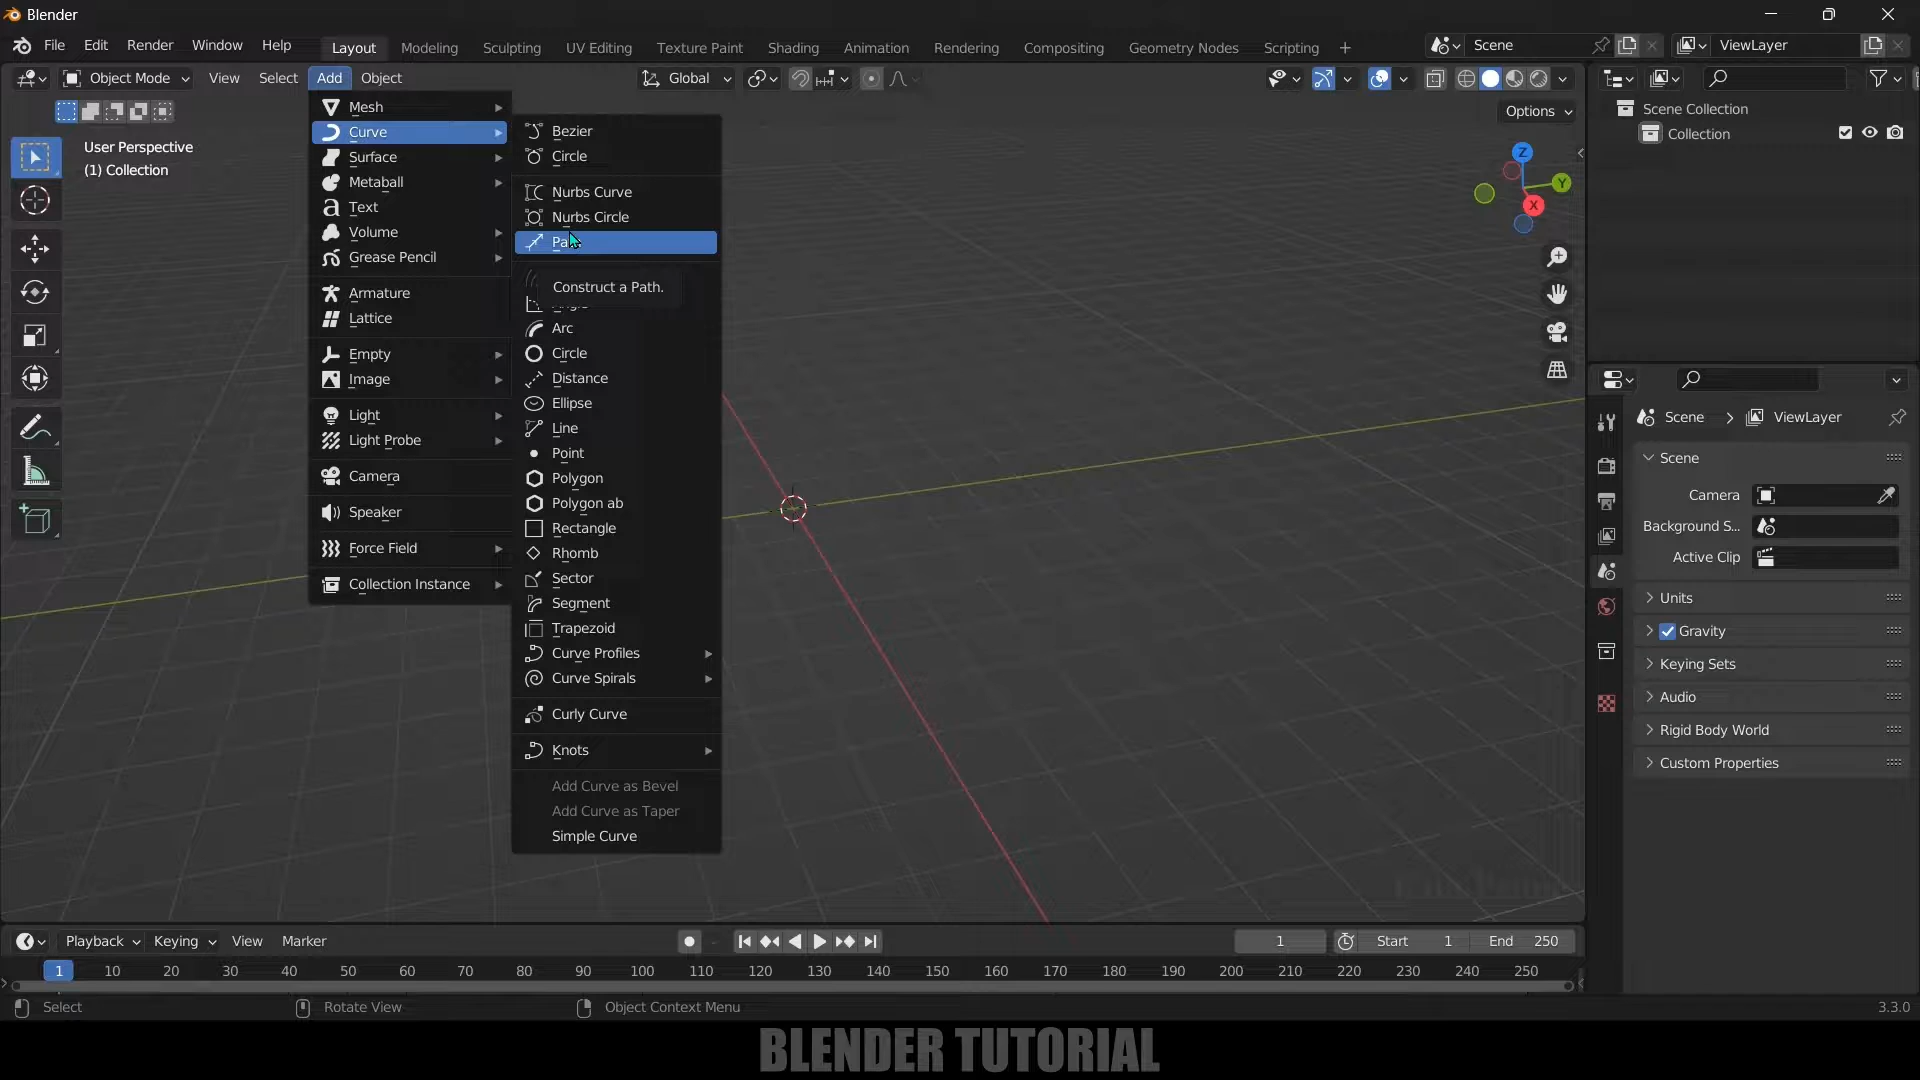 Blender
File Edit Render Window Help Layout Modeling Sculpting UV Editing Texture Paint Shading Animation Rendering Compositing Geometry Nodes Scripting + Scene ViewLayer
Object Mode View Select Add Object Global
Options
User Perspective
(1) Collection
Mesh
Curve
Surface
Metaball
Text
Volume
Grease Pencil
Armature
Lattice
Empty
Image
Light
Light Probe
Camera
Speaker
Force Field
Collection Instance
Bezier
Circle
Nurbs Curve
Nurbs Circle
Construct a Path.
Arc
Circle
Distance
Ellipse
Line
Point
Polygon
Polygon ab
Rectangle
Rhomb
Sector
Segment
Trapezoid
Curve Profiles
Curve Spirals
Curly Curve
Knots
Add Curve as Bevel
Add Curve as Taper
Simple Curve
Z
Y
X
Scene Collection
Collection
Scene ViewLayer
Scene
Camera
Background S...
Active Clip
Units
Gravity
Keying Sets
Audio
Rigid Body World
Custom Properties
Playback Keying View Marker 1 Start 1 End 250
1 10 20 30 40 50 60 70 80 90 100 110 120 130 140 150 160 170 180 190 200 210 220 230 240 250
Select Rotate View Object Context Menu 3.3.0
BLENDER TUTORIAL